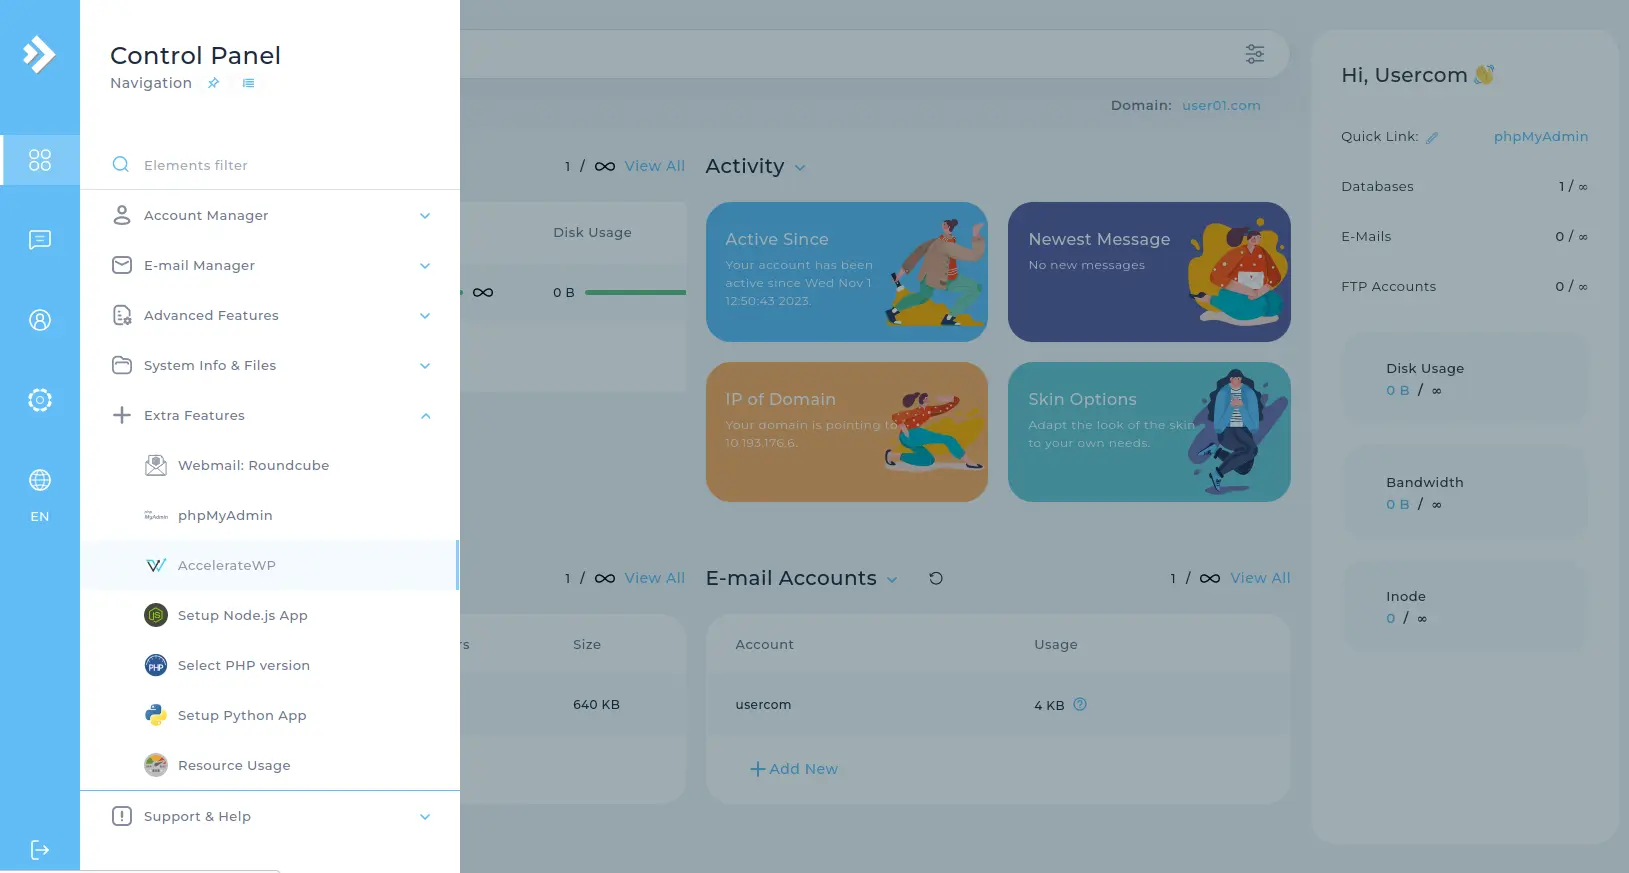 Control Panel
Navigation
Elements filter
Account Manager
E-mail Manager
Advanced Features
System Info & Files
Extra Features
Webmail: Roundcube
phpMyAdmin
AccelerateWP
Setup Node.js App
Select PHP version
Setup Python App
Resource Usage
Support & Help
EN
Domain: user01.com
1 / ∞ View All
Disk Usage
∞ 0 B
Activity
Active Since
Your account has been
active since Wed Nov 1
12:50:43 2023.
Newest Message
No new messages
IP of Domain
Your domain is pointing to
10.193.176.6.
Skin Options
Adapt the look of the skin
to your own needs.
1 / ∞ View All
rs Size
640 KB
E-mail Accounts 1 / ∞ View All
Account Usage
usercom 4 KB
Add New
Hi, Usercom
Quick Link: phpMyAdmin
Databases 1 / ∞
E-Mails 0 / ∞
FTP Accounts 0 / ∞
Disk Usage
0 B / ∞
Bandwidth
0 B / ∞
Inode
0 / ∞